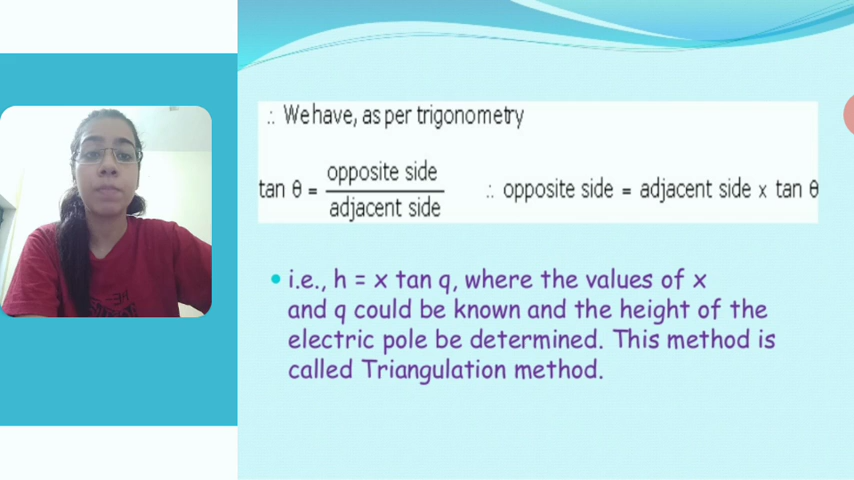 ∴ We have, as per trigonometry
tan θ = opposite side / adjacent side ∴ opposite side = adjacent side x tan θ
• i.e., h = x tan q, where the values of x
and q could be known and the height of the
electric pole be determined. This method is
called Triangulation method.